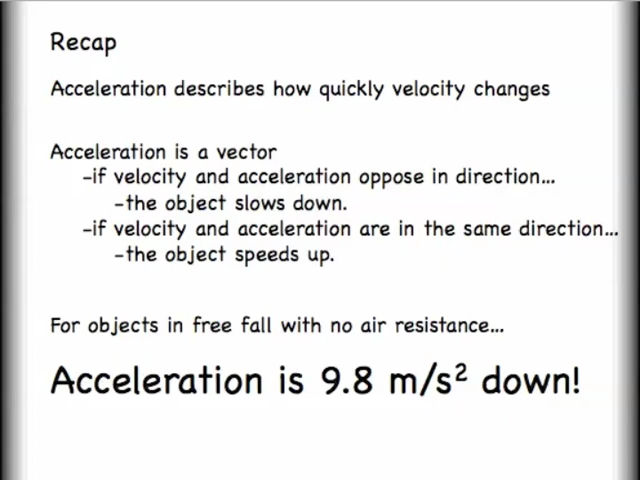 Recap
Acceleration describes how quickly velocity changes
Acceleration is a vector
-if velocity and acceleration oppose in direction...
-the object slows down.
-if velocity and acceleration are in the same direction...
-the object speeds up.
For objects in free fall with no air resistance...
Acceleration is 9.8 m/s² down!